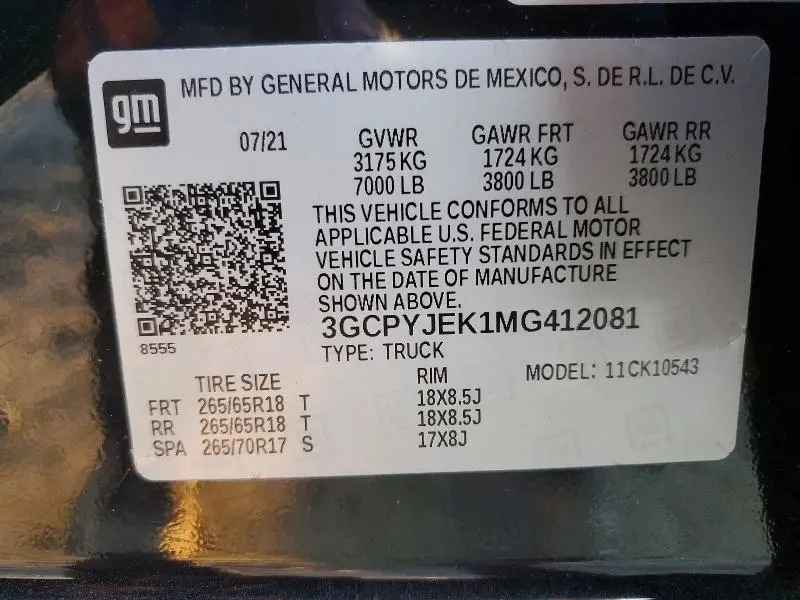 gm
MFD BY GENERAL MOTORS DE MEXICO, S. DE R.L. DE C.V.
07/21 GVWR GAWR FRT GAWR RR
3175 KG 1724 KG 1724 KG
7000 LB 3800 LB 3800 LB
THIS VEHICLE CONFORMS TO ALL
APPLICABLE U.S. FEDERAL MOTOR
VEHICLE SAFETY STANDARDS IN EFFECT
ON THE DATE OF MANUFACTURE
SHOWN ABOVE.
3GCPYJEK1MG412081
8555
TYPE: TRUCK
MODEL: 11CK10543
TIRE SIZE RIM
FRT 265/65R18 T 18X8.5J
RR 265/65R18 T 18X8.5J
SPA 265/70R17 S 17X8J